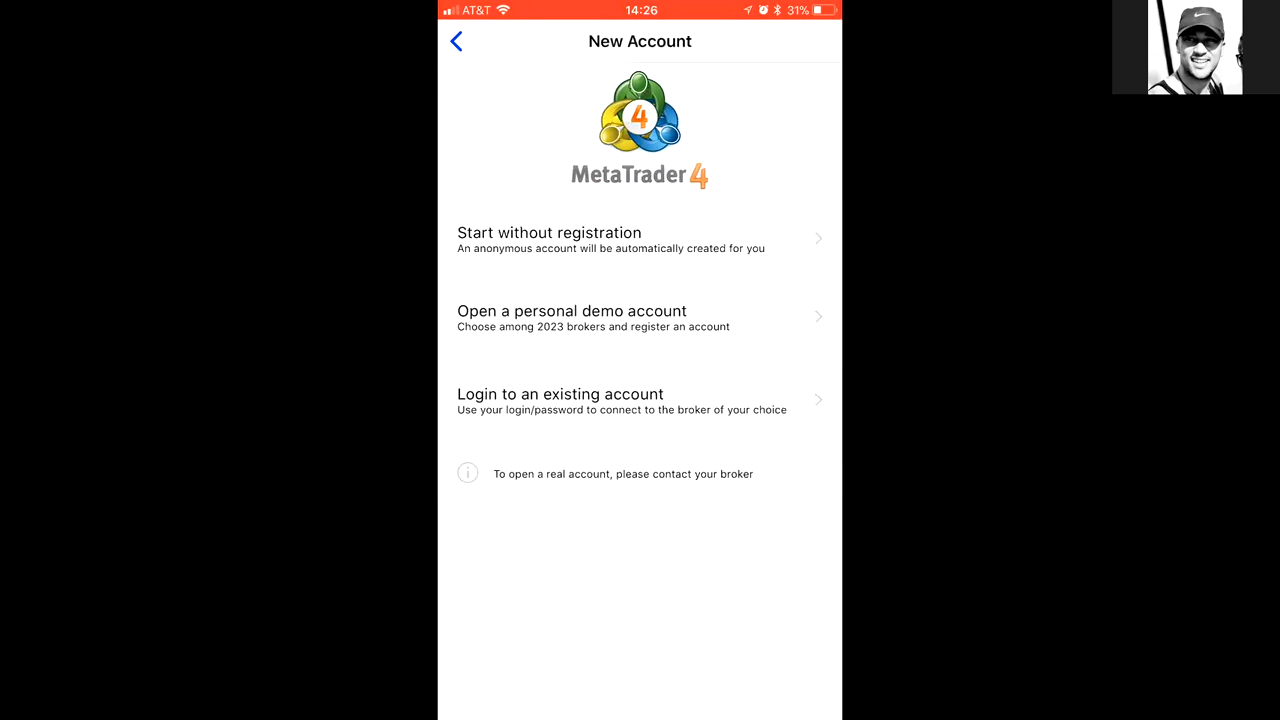 AT&T 14:26 31%
New Account
4
MetaTrader 4
Start without registration
An anonymous account will be automatically created for you
Open a personal demo account
Choose among 2023 brokers and register an account
Login to an existing account
Use your login/password to connect to the broker of your choice
To open a real account, please contact your broker